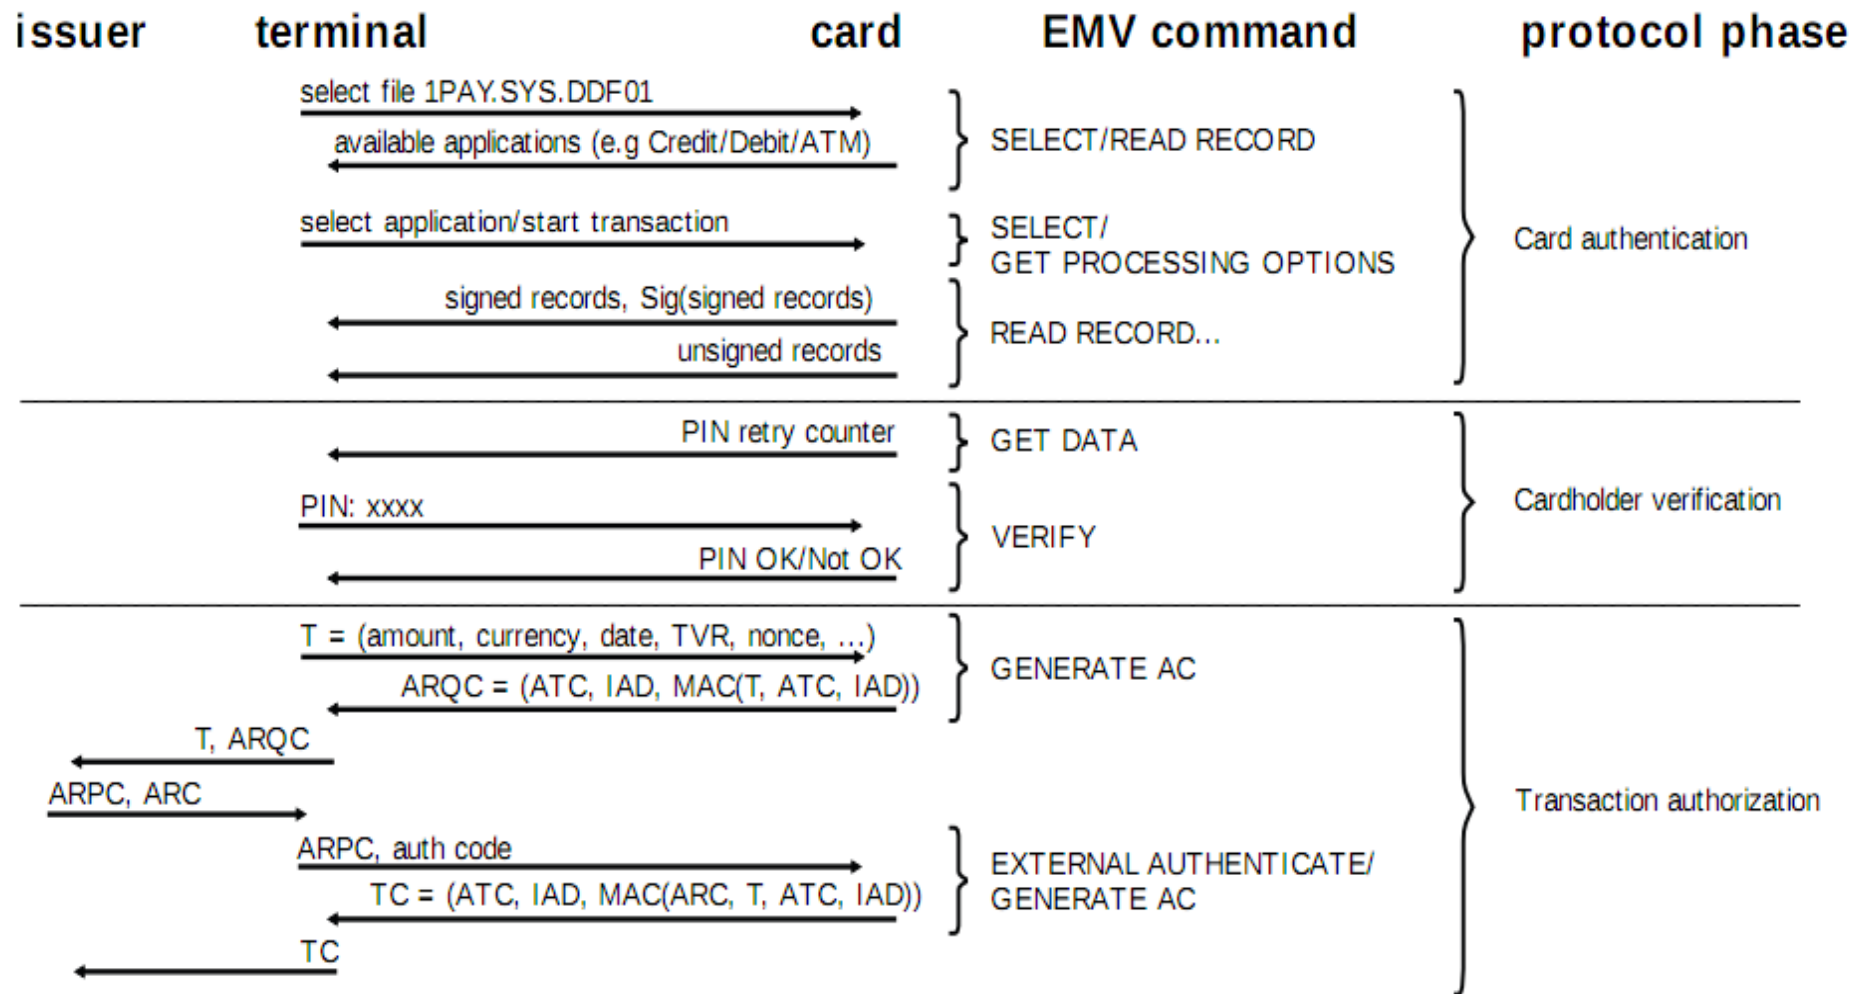 issuer terminal card EMV command protocol phase
select file 1PAY.SYS.DDF01
available applications (e.g Credit/Debit/ATM)
SELECT/READ RECORD
select application/start transaction
SELECT/
GET PROCESSING OPTIONS
Card authentication
signed records, Sig(signed records)
unsigned records
READ RECORD...
PIN retry counter
GET DATA
PIN: xxxx
PIN OK/Not OK
VERIFY
Cardholder verification
T = (amount, currency, date, TVR, nonce, ...)
ARQC = (ATC, IAD, MAC(T, ATC, IAD))
GENERATE AC
T, ARQC
ARPC, ARC
Transaction authorization
ARPC, auth code
TC = (ATC, IAD, MAC(ARC, T, ATC, IAD))
EXTERNAL AUTHENTICATE/
GENERATE AC
TC